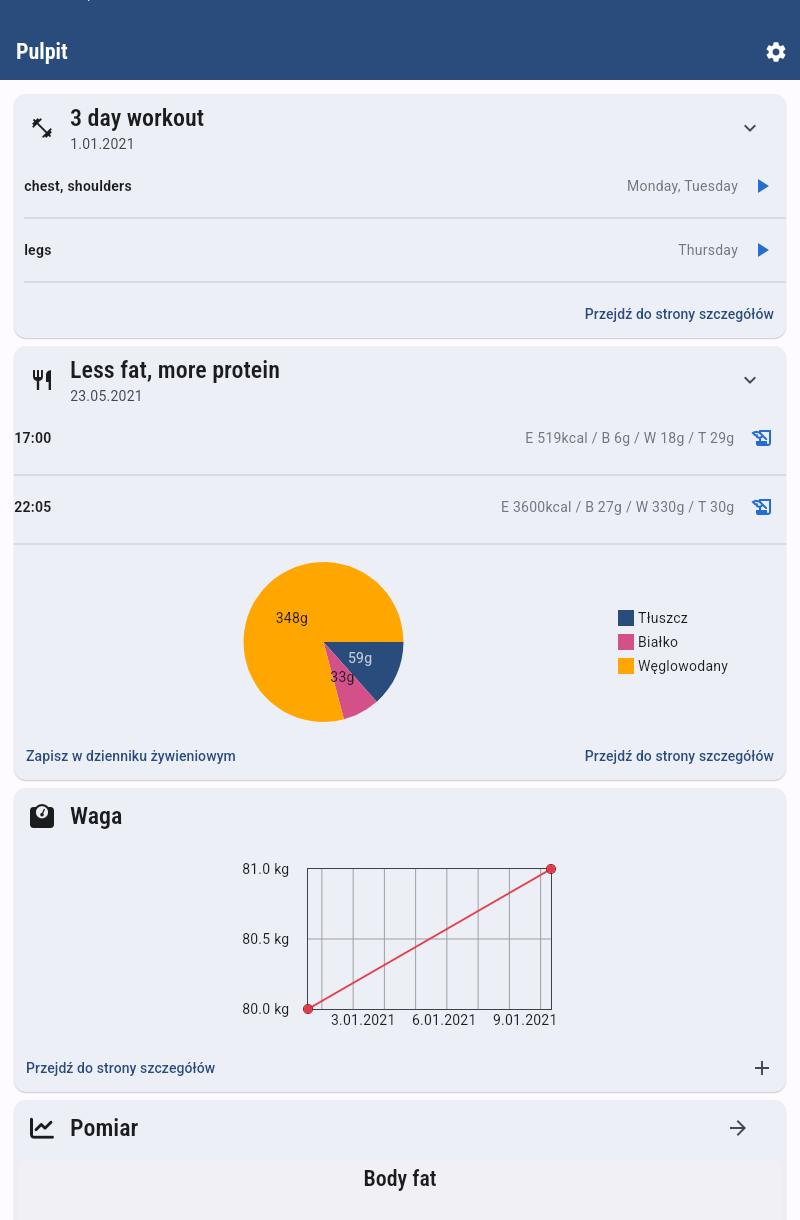 Pulpit
3 day workout
1.01.2021
chest, shoulders Monday, Tuesday
legs Thursday
Przejdź do strony szczegółów
Less fat, more protein
23.05.2021
17:00 E 519kcal / B 6g / W 18g / T 29g
22:05 E 3600kcal / B 27g / W 330g / T 30g
348g
59g
33g
Tłuszcz
Białko
Węglowodany
Zapisz w dzienniku żywieniowym Przejdź do strony szczegółów
Waga
81.0 kg
80.5 kg
80.0 kg
3.01.2021 6.01.2021 9.01.2021
Przejdź do strony szczegółów
Pomiar
Body fat